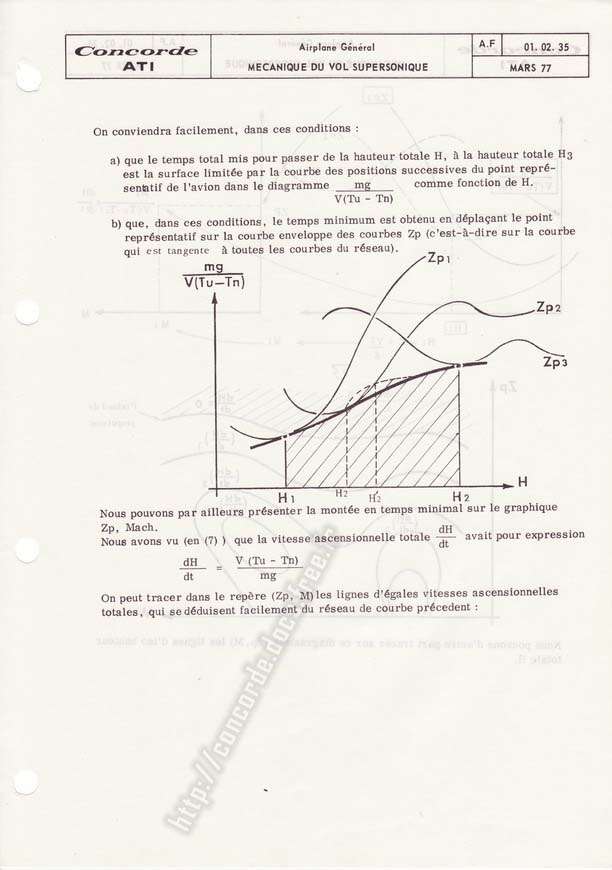 Concorde
ATI
Airplane Général
MECANIQUE DU VOL SUPERSONIQUE
A.F
01. 02. 35
MARS 77
On conviendra facilement, dans ces conditions :
a) que le temps total mis pour passer de la hauteur totale H, à la hauteur totale H3
est la surface limitée par la courbe des positions successives du point repré-
sentatif de l'avion dans le diagramme mg / V(Tu - Tn) comme fonction de H.
b) que, dans ces conditions, le temps minimum est obtenu en déplaçant le point
représentatif sur la courbe enveloppe des courbes Zp (c'est-à-dire sur la courbe
qui est tangente à toutes les courbes du réseau).
mg
V(Tu-Tn)
Zp1
Zp2
Zp3
H1
H2
H2
H2
H
Nous pouvons par ailleurs présenter la montée en temps minimal sur le graphique
Zp, Mach.
Nous avons vu (en (7) ) que la vitesse ascensionnelle totale dH/dt avait pour expression
dH/dt = V (Tu - Tn) / mg
On peut tracer dans le repère (Zp, M) les lignes d'égales vitesses ascensionnelles
totales, qui se déduisent facilement du réseau de courbe précedent :
http://concorde.doc.free.fr